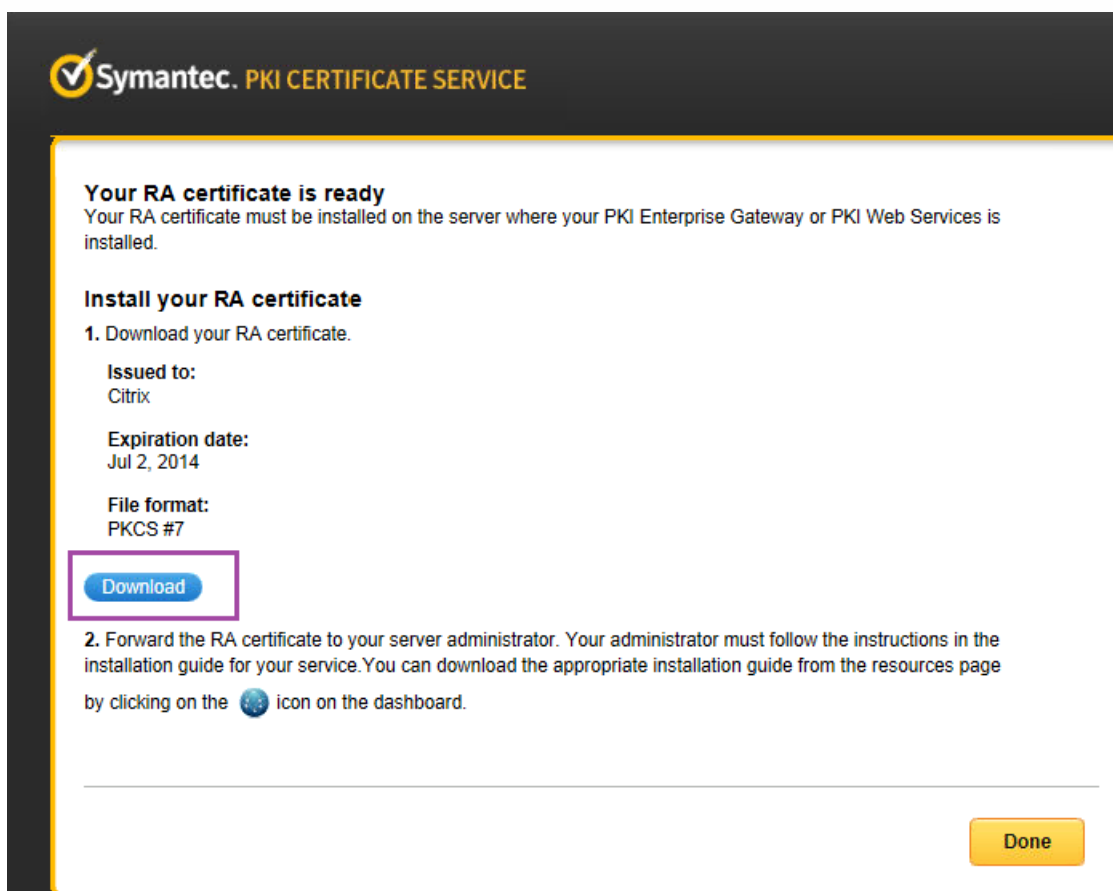 Symantec. PKI CERTIFICATE SERVICE
Your RA certificate is ready
Your RA certificate must be installed on the server where your PKI Enterprise Gateway or PKI Web Services is
installed.
Install your RA certificate
1. Download your RA certificate.
Issued to:
Citrix
Expiration date:
Jul 2, 2014
File format:
PKCS #7
Download
2. Forward the RA certificate to your server administrator. Your administrator must follow the instructions in the
installation guide for your service.You can download the appropriate installation guide from the resources page
by clicking on the icon on the dashboard.
Done